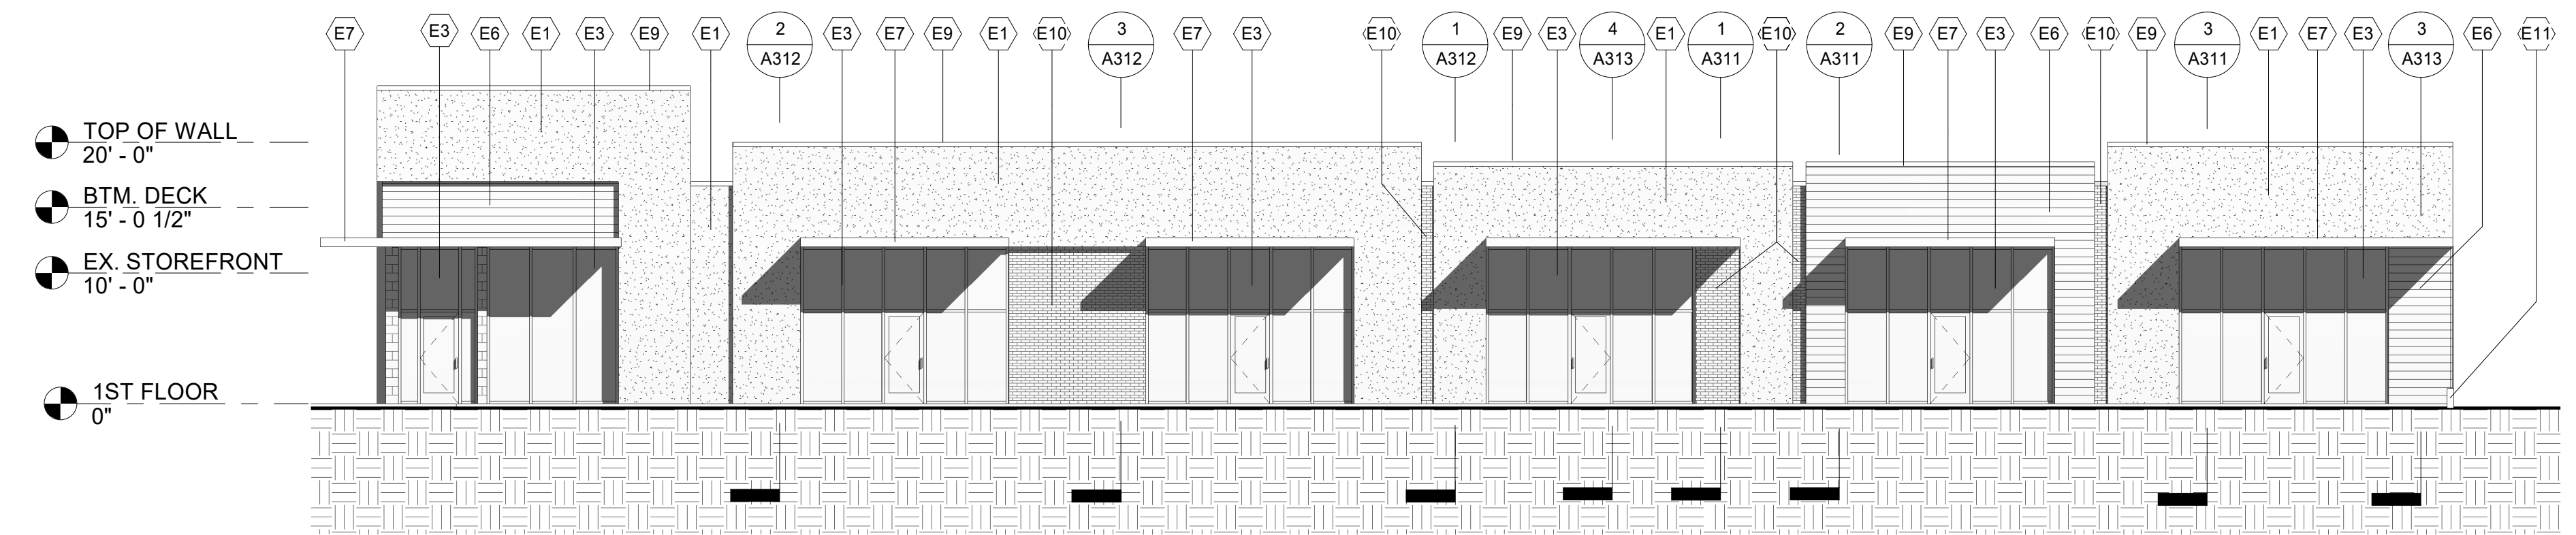 E7 E3 E6 E1 E3 E9 E1 2 E3 E7 E9 E1 E10 3 E7 E3 E10 1 E9 E3 4 E1 1 E10 2 E9 E7 E3 E6 E10 E9 3 E1 E7 E3 3 E6 E11
A312 A312 A312 A313 A311 A311 A311 A313
TOP OF WALL
20' - 0"
BTM. DECK
15' - 0 1/2"
EX. STOREFRONT
10' - 0"
1ST FLOOR
0"